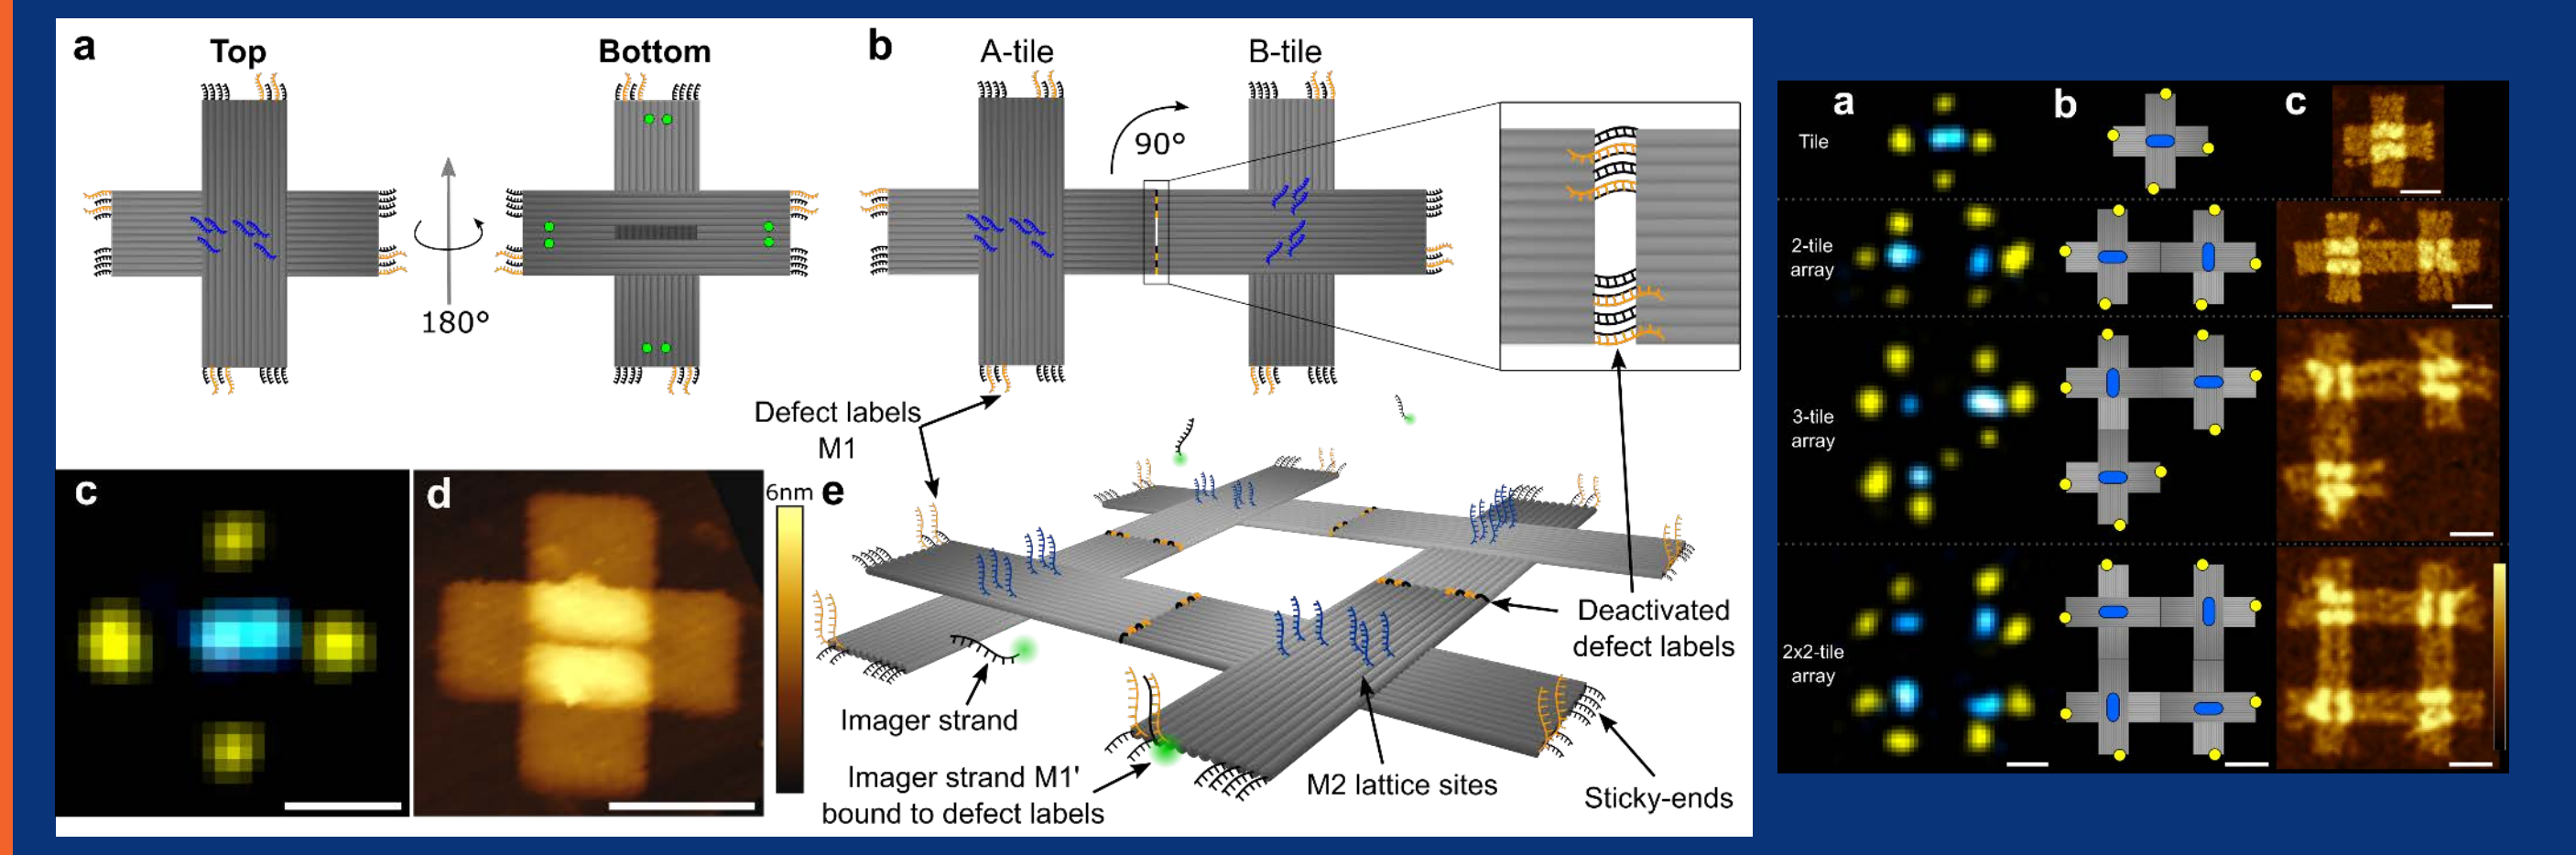 a
Top
Bottom
180°
b
A-tile
B-tile
90°
Defect labels
M1
c
d
6nm
e
Imager strand
Imager strand M1'
bound to defect labels
M2 lattice sites
Deactivated
defect labels
Sticky-ends
a
b
c
Tile
2-tile
array
3-tile
array
2x2-tile
array